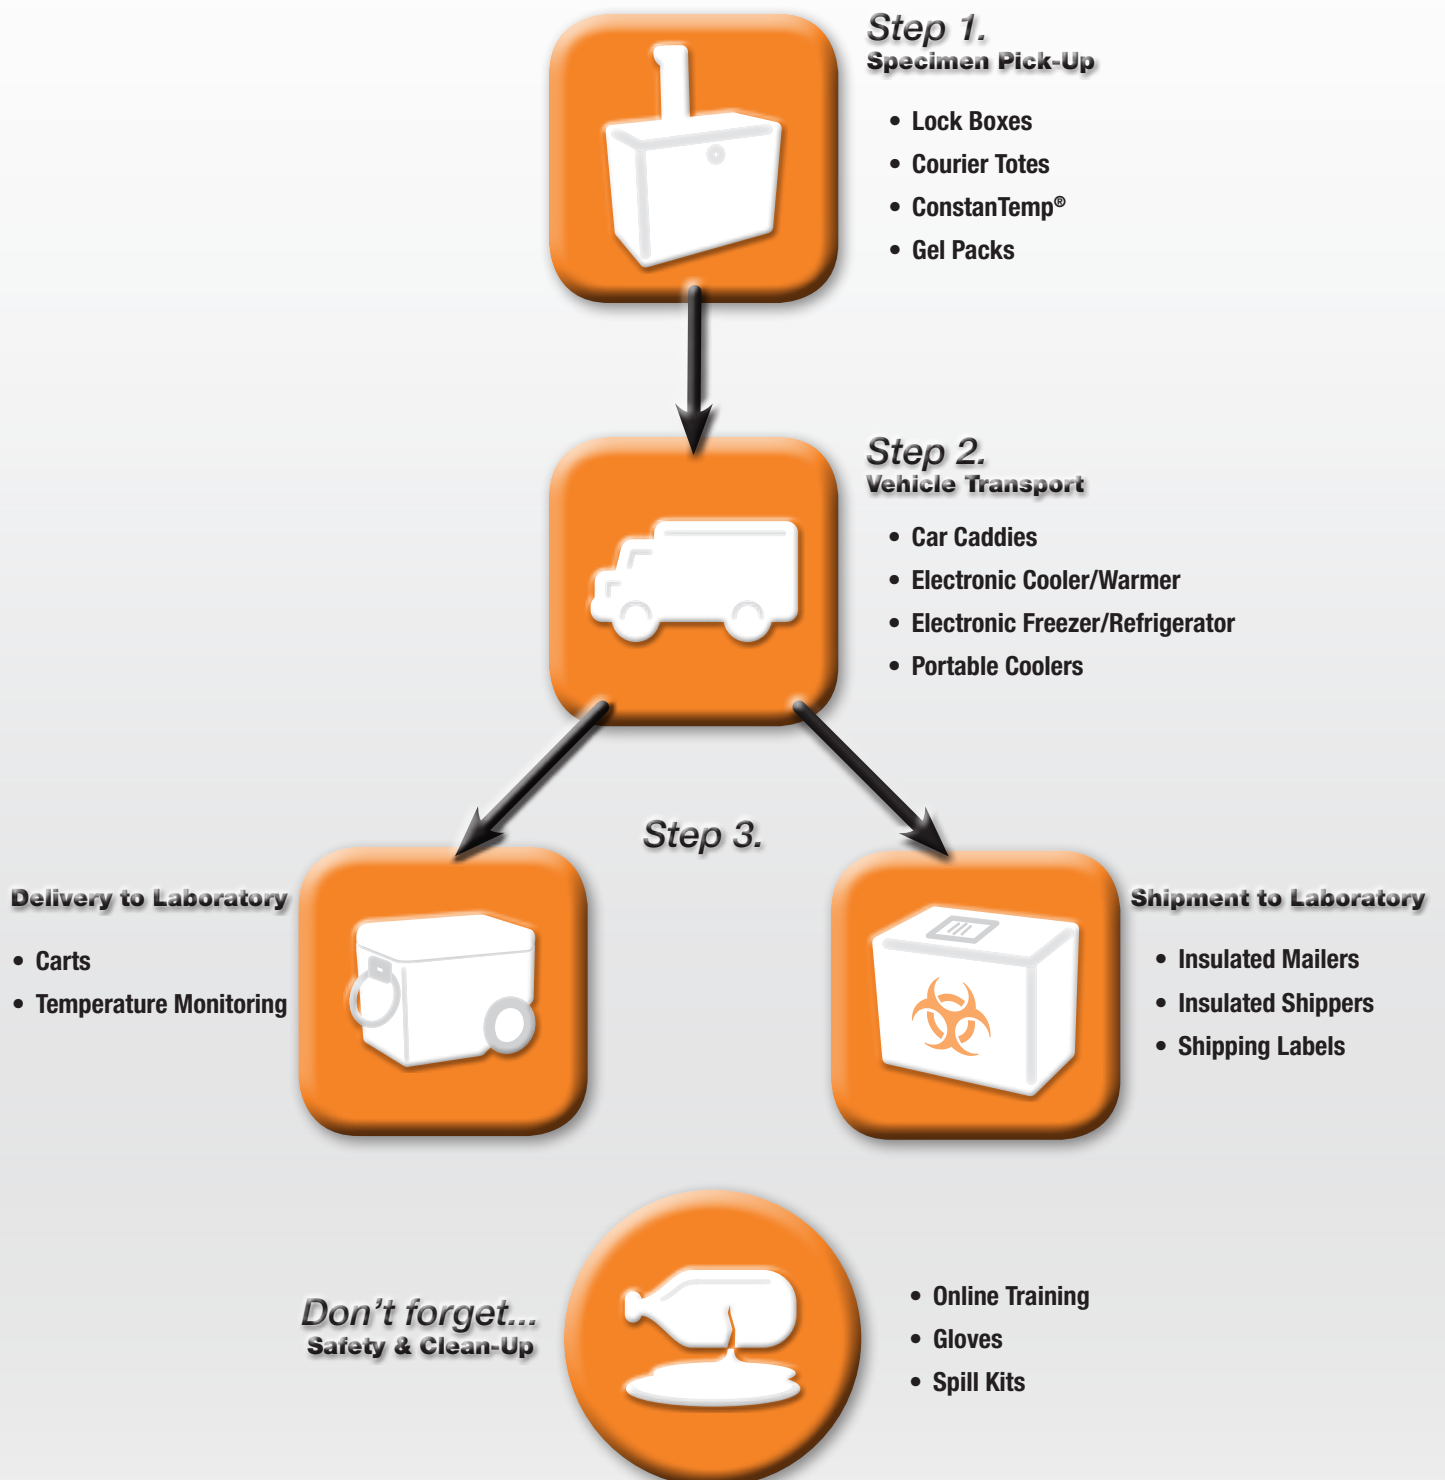 Step 1.
Specimen Pick-Up
• Lock Boxes
• Courier Totes
• ConstanTemp®
• Gel Packs
Step 2.
Vehicle Transport
• Car Caddies
• Electronic Cooler/Warmer
• Electronic Freezer/Refrigerator
• Portable Coolers
Step 3.
Delivery to Laboratory
• Carts
• Temperature Monitoring
Shipment to Laboratory
• Insulated Mailers
• Insulated Shippers
• Shipping Labels
Don't forget...
Safety & Clean-Up
• Online Training
• Gloves
• Spill Kits